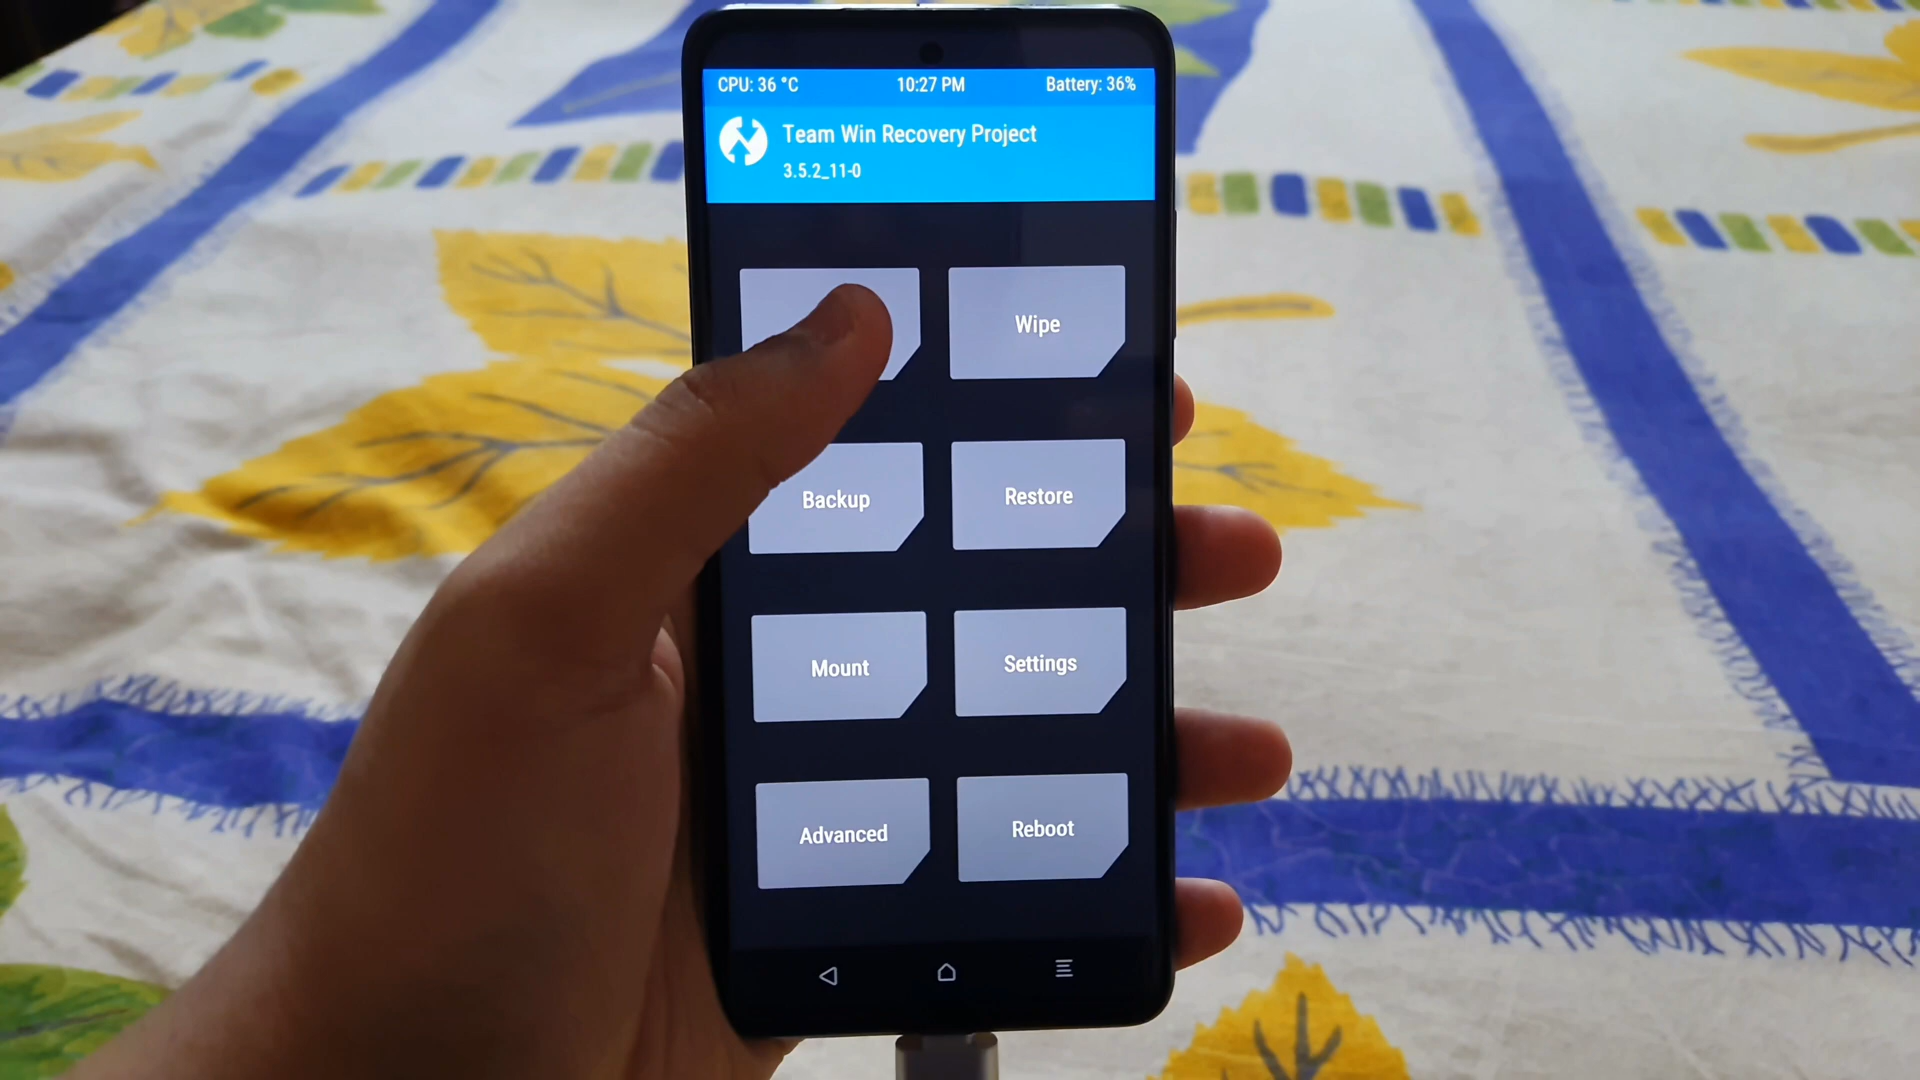 CPU: 36 °C 10:27 PM Battery: 36%
Team Win Recovery Project
3.5.2_11-0
Wipe
Backup Restore
Mount Settings
Advanced Reboot